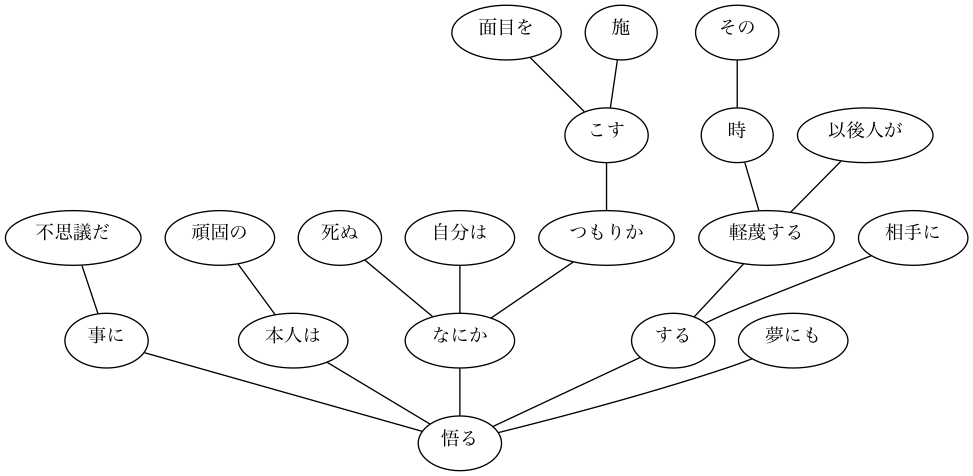 面目を 施 その
こす 時 以後人が
不思議だ 頑固の 死ぬ 自分は つもりか 軽蔑する 相手に
事に 本人は なにか する 夢にも
悟る